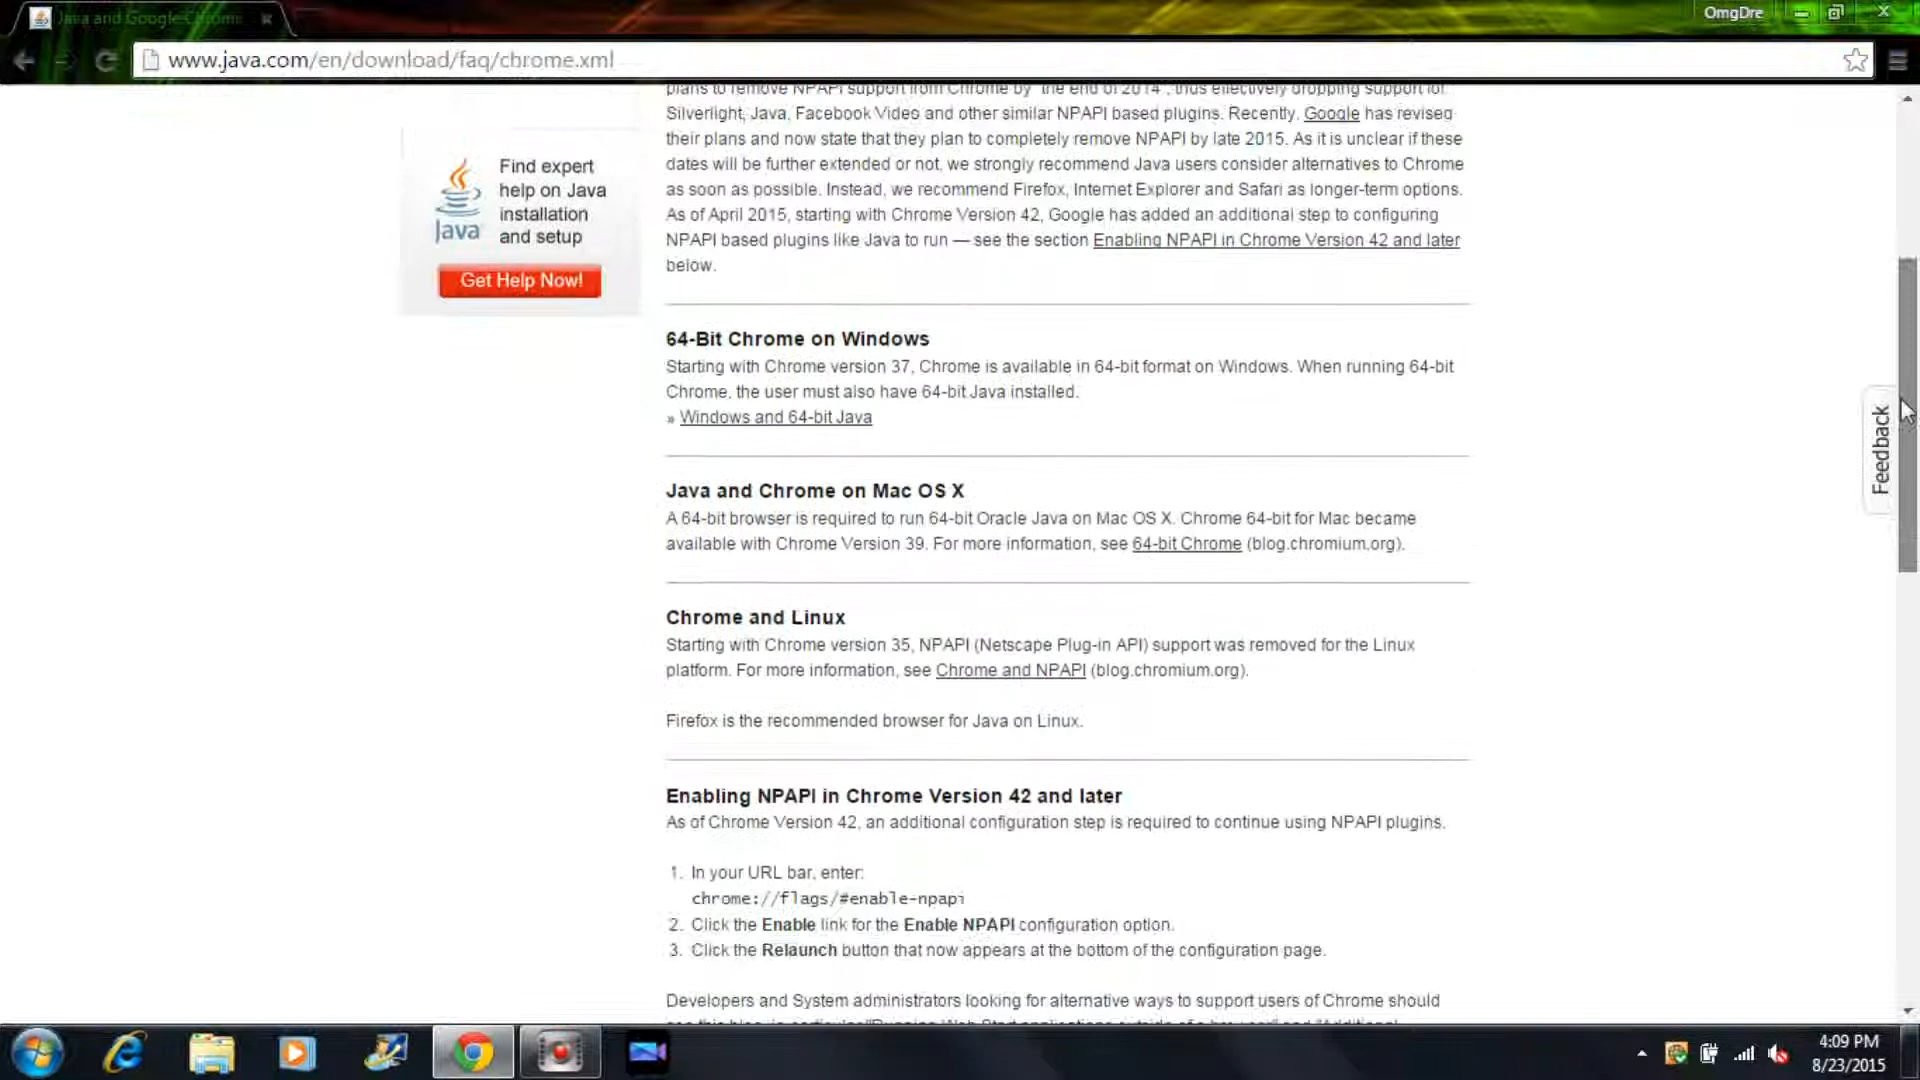 Java and Google Chrome
OmgDre
www.java.com/en/download/faq/chrome.xml
plans to remove NPAPI support from Chrome by "the end of 2014", thus effectively dropping support for
Silverlight, Java, Facebook Video and other similar NPAPI based plugins. Recently, Google has revised
their plans and now state that they plan to completely remove NPAPI by late 2015. As it is unclear if these
dates will be further extended or not, we strongly recommend Java users consider alternatives to Chrome
as soon as possible. Instead, we recommend Firefox, Internet Explorer and Safari as longer-term options.
As of April 2015, starting with Chrome Version 42, Google has added an additional step to configuring
NPAPI based plugins like Java to run — see the section Enabling NPAPI in Chrome Version 42 and later
below.
Find expert
help on Java
installation
and setup
Java
Get Help Now!
64-Bit Chrome on Windows
Starting with Chrome version 37, Chrome is available in 64-bit format on Windows. When running 64-bit
Chrome, the user must also have 64-bit Java installed.
» Windows and 64-bit Java
Feedback
Java and Chrome on Mac OS X
A 64-bit browser is required to run 64-bit Oracle Java on Mac OS X. Chrome 64-bit for Mac became
available with Chrome Version 39. For more information, see 64-bit Chrome (blog.chromium.org).
Chrome and Linux
Starting with Chrome version 35, NPAPI (Netscape Plug-in API) support was removed for the Linux
platform. For more information, see Chrome and NPAPI (blog.chromium.org).
Firefox is the recommended browser for Java on Linux.
Enabling NPAPI in Chrome Version 42 and later
As of Chrome Version 42, an additional configuration step is required to continue using NPAPI plugins.
1. In your URL bar, enter:
chrome://flags/#enable-npapi
2. Click the Enable link for the Enable NPAPI configuration option.
3. Click the Relaunch button that now appears at the bottom of the configuration page.
Developers and System administrators looking for alternative ways to support users of Chrome should
see this blog, in particular "Running Web Start applications outside of a browser" and "Additional
4:09 PM
8/23/2015